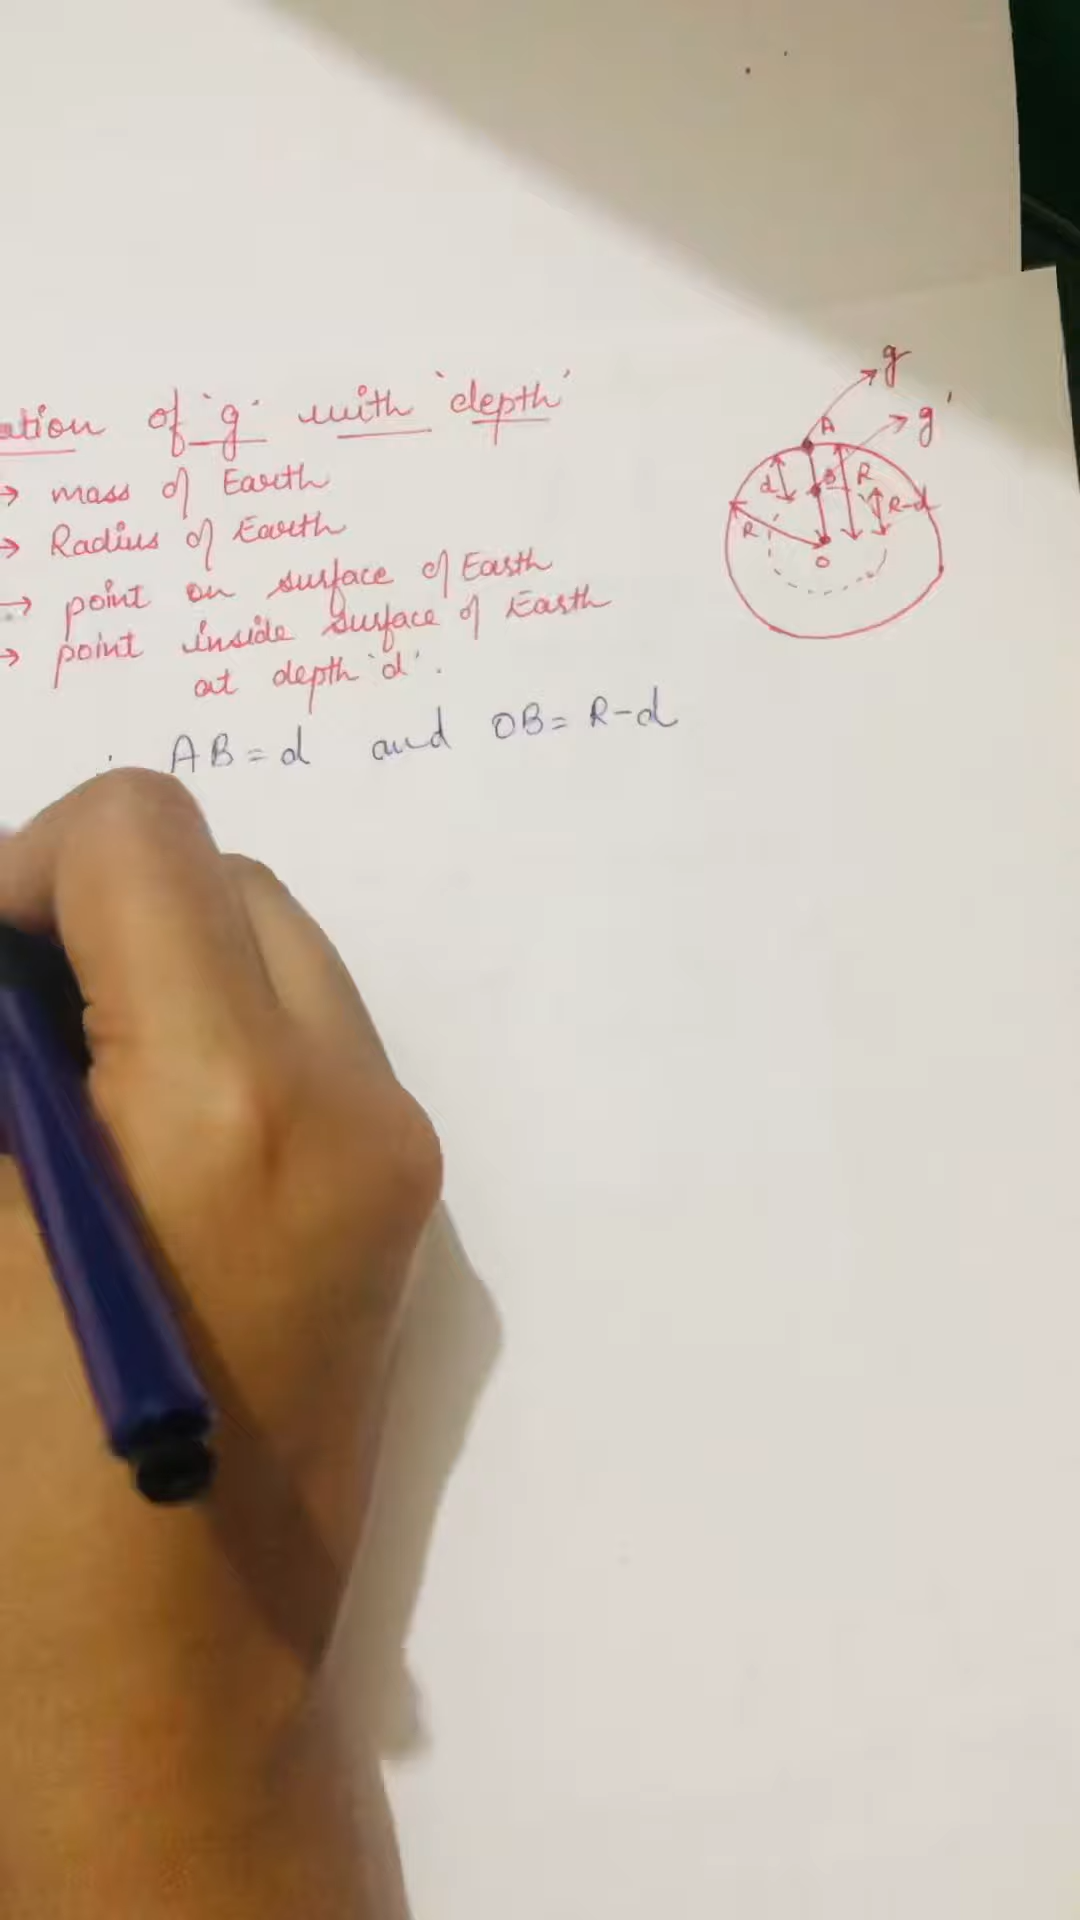 ation of 'g' with 'depth'
→ mass of Earth
→ Radius of Earth
→ point on surface of Earth
→ point inside surface of Earth
at depth 'd'.
AB = d and OB = R-d
g
g'
A
B
d
R
R-d
R
O